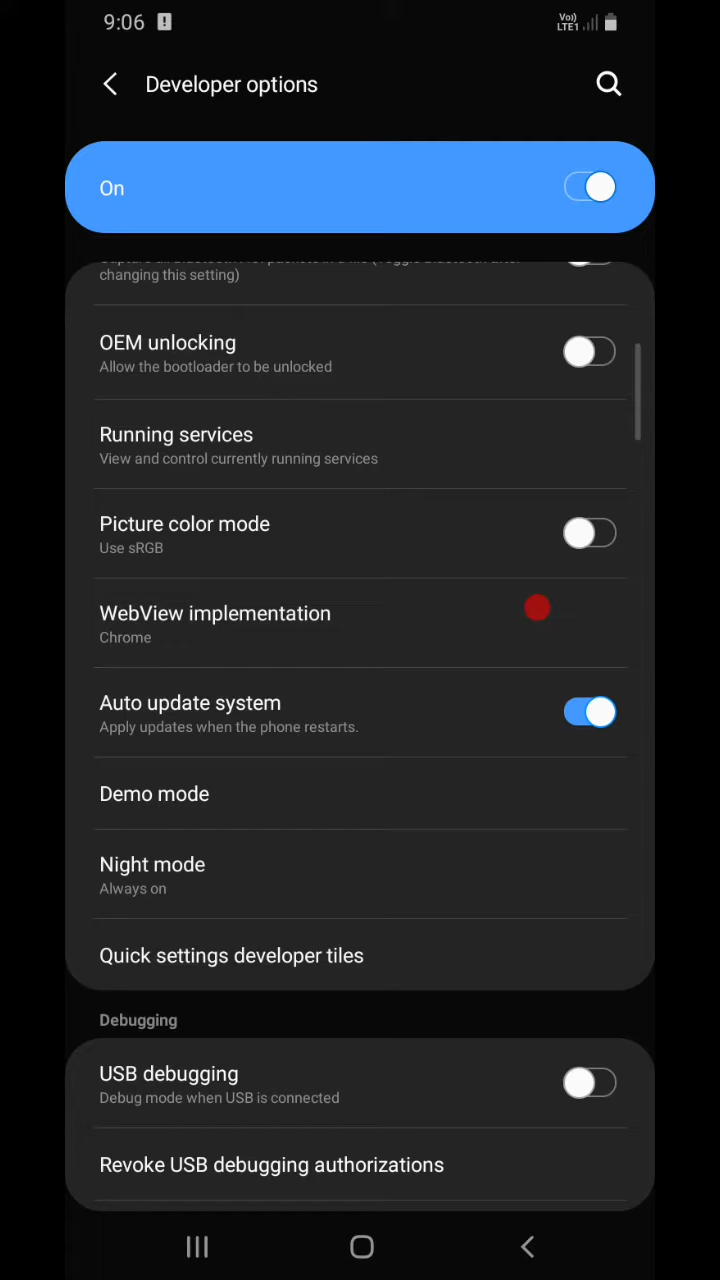 9:06
Vo))
LTE1
Developer options
On
changing this setting)
OEM unlocking
Allow the bootloader to be unlocked
Running services
View and control currently running services
Picture color mode
Use sRGB
WebView implementation
Chrome
Auto update system
Apply updates when the phone restarts.
Demo mode
Night mode
Always on
Quick settings developer tiles
Debugging
USB debugging
Debug mode when USB is connected
Revoke USB debugging authorizations